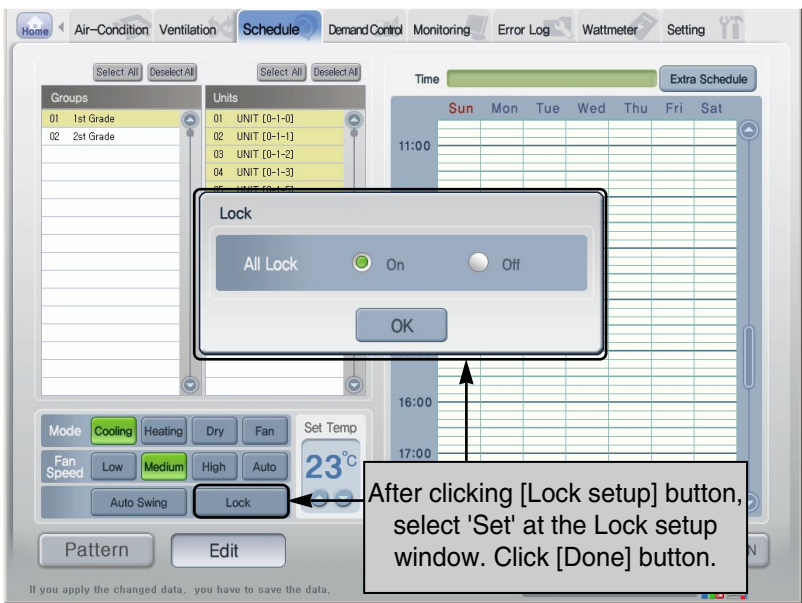 Home Air-Condition Ventilation Schedule Demand Control Monitoring Error Log Wattmeter Setting
Select All Deselect All Select All Deselect All
Time Extra Schedule
Groups Units
Sun Mon Tue Wed Thu Fri Sat
01 1st Grade
02 2st Grade
01 UNIT [0-1-0]
02 UNIT [0-1-1]
03 UNIT [0-1-2]
04 UNIT [0-1-3]
05 UNIT [0-1-5]
11:00
Lock
All Lock On Off
OK
16:00
17:00
Mode Cooling Heating Dry Fan
Fan Speed Low Medium High Auto
Auto Swing Lock
Set Temp
23°C
After clicking [Lock setup] button,
select 'Set' at the Lock setup
window. Click [Done] button.
Pattern Edit
If you apply the changed data, you have to save the data.